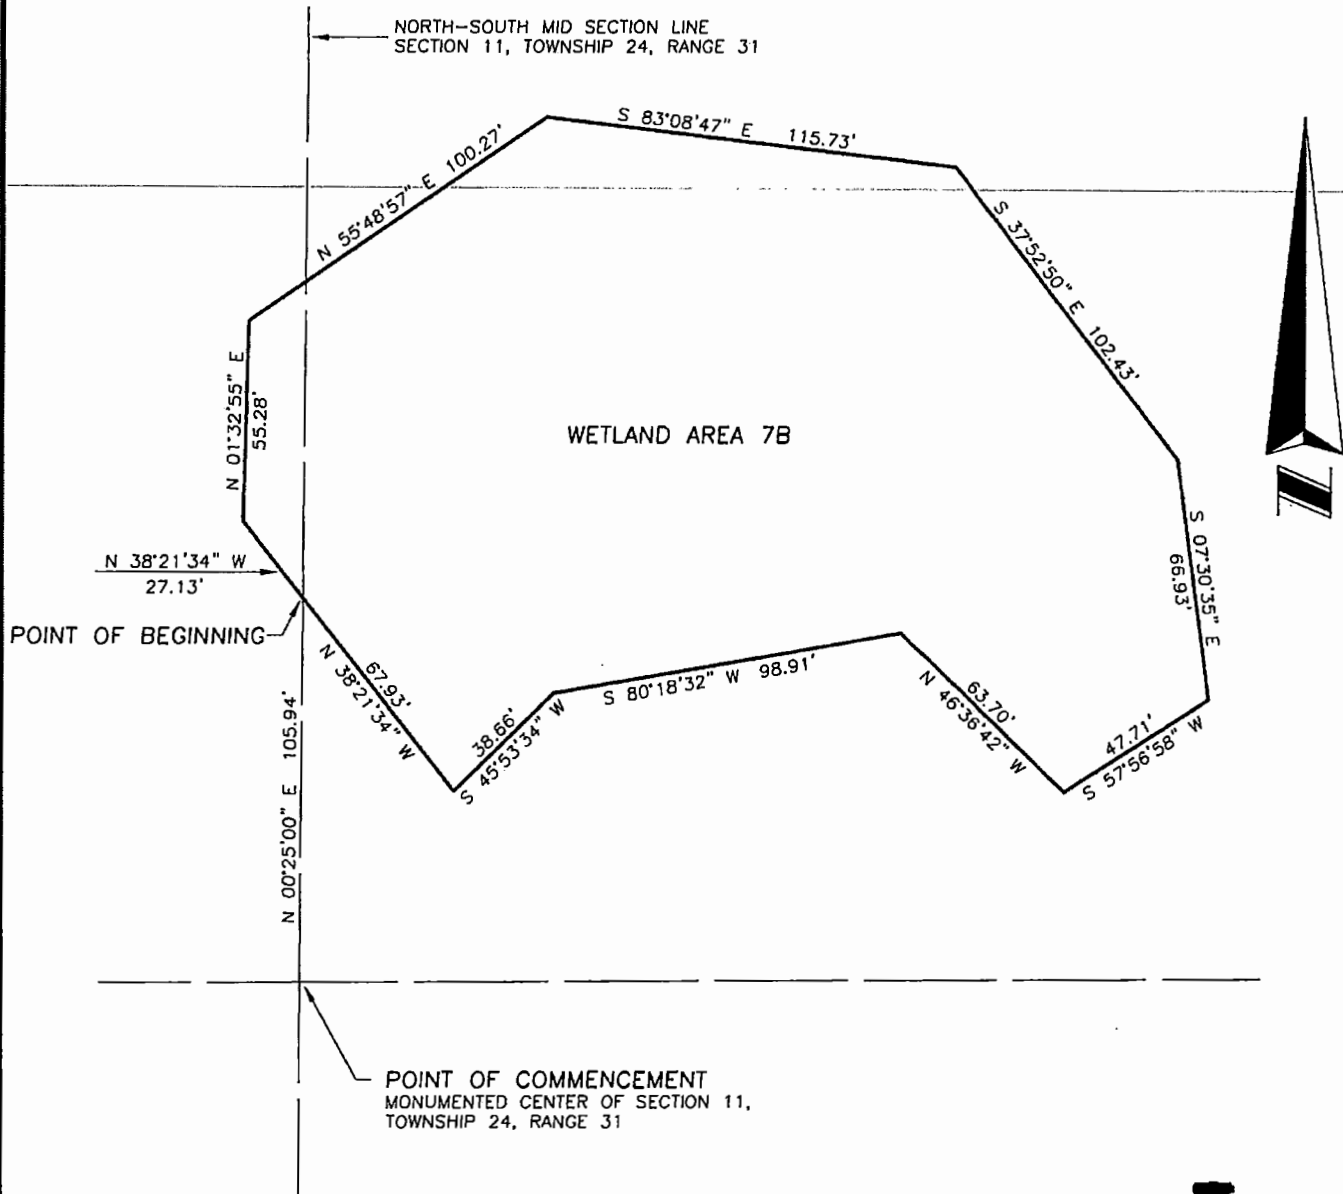 NORTH-SOUTH MID SECTION LINE
SECTION 11, TOWNSHIP 24, RANGE 31
S 83°08'47" E 115.73'
N 55°48'57" E 100.27'
S 37°52'50" E 102.43'
N 01°32'55" E
55.28'
WETLAND AREA 7B
S 07°30'35" E
66.93'
N 38°21'34" W
27.13'
POINT OF BEGINNING
67.93'
N 38°21'34" W
38.66'
S 45°53'34" W
S 80°18'32" W 98.91'
63.70'
N 46°36'42" W
47.71'
S 57°56'58" W
N 00°25'00" E 105.94'
POINT OF COMMENCEMENT
MONUMENTED CENTER OF SECTION 11,
TOWNSHIP 24, RANGE 31